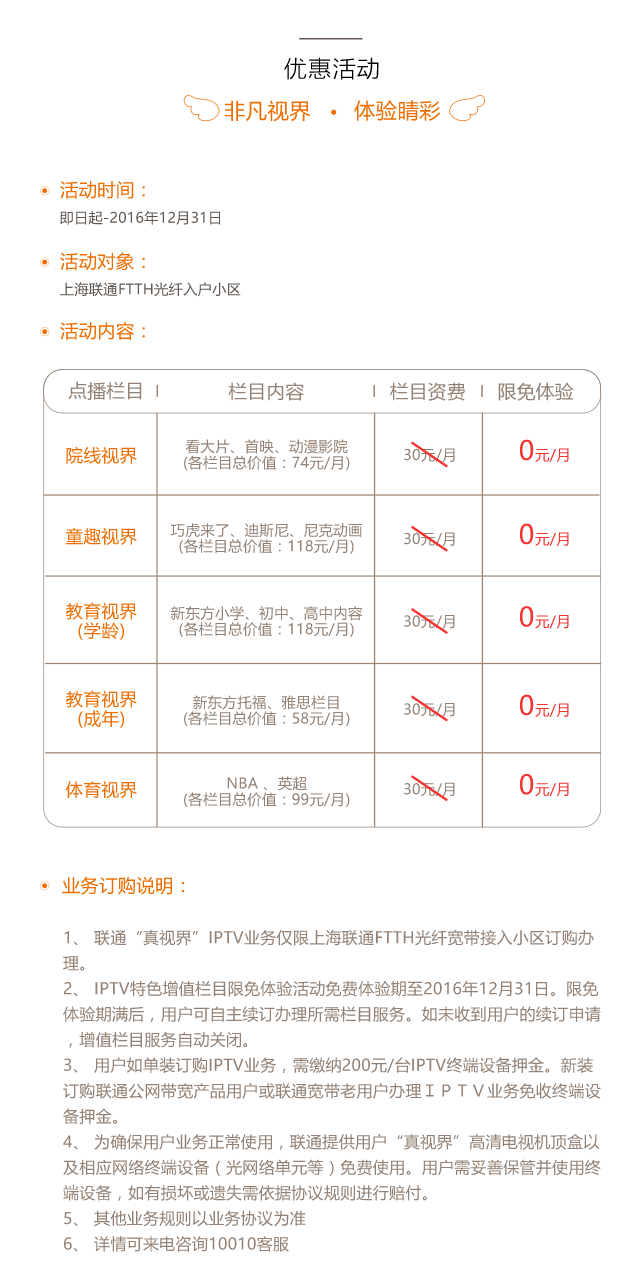 优惠活动
非凡视界 • 体验睛彩
活动时间：
即日起-2016年12月31日
活动对象：
上海联通FTTH光纤入户小区
活动内容：
点播栏目 栏目内容 栏目资费 限免体验
院线视界 看大片、首映、动漫影院 30元/月 0元/月
(各栏目总价值：74元/月)
童趣视界 巧虎来了、迪斯尼、尼克动画 30元/月 0元/月
(各栏目总价值：118元/月)
教育视界 新东方小学、初中、高中内容 30元/月 0元/月
(学龄) (各栏目总价值：118元/月)
教育视界 新东方托福、雅思栏目 30元/月 0元/月
(成年) (各栏目总价值：58元/月)
体育视界 NBA 、英超 30元/月 0元/月
(各栏目总价值：99元/月)
业务订购说明：
1、 联通“真视界”IPTV业务仅限上海联通FTTH光纤宽带接入小区订购办
理。
2、 IPTV特色增值栏目限免体验活动免费体验期至2016年12月31日。限免
体验期满后，用户可自主续订办理所需栏目服务。如未收到用户的续订申请
，增值栏目服务自动关闭。
3、 用户如单装订购IPTV业务，需缴纳200元/台IPTV终端设备押金。新装
订购联通公网带宽产品用户或联通宽带老用户办理ＩＰＴＶ业务免收终端设
备押金。
4、 为确保用户业务正常使用，联通提供用户“真视界”高清电视机顶盒以
及相应网络终端设备（光网络单元等）免费使用。用户需妥善保管并使用终
端设备，如有损坏或遗失需依据协议规则进行赔付。
5、 其他业务规则以业务协议为准
6、 详情可来电咨询10010客服